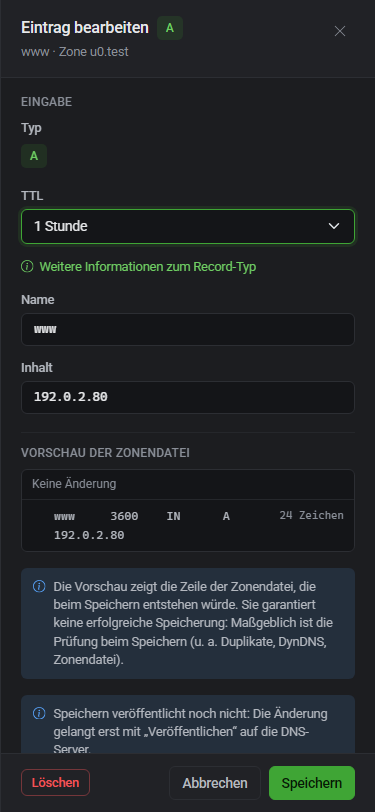 Eintrag bearbeiten A
www · Zone u0.test
EINGABE
Typ
A
TTL
1 Stunde
Weitere Informationen zum Record-Typ
Name
www
Inhalt
192.0.2.80
VORSCHAU DER ZONENDATEI
Keine Änderung
www 3600 IN A 24 Zeichen
192.0.2.80
Die Vorschau zeigt die Zeile der Zonendatei, die
beim Speichern entstehen würde. Sie garantiert
keine erfolgreiche Speicherung: Maßgeblich ist die
Prüfung beim Speichern (u. a. Duplikate, DynDNS,
Zonendatei).
Speichern veröffentlicht noch nicht: Die Änderung
gelangt erst mit „Veröffentlichen“ auf die DNS-
Server.
Löschen Abbrechen Speichern